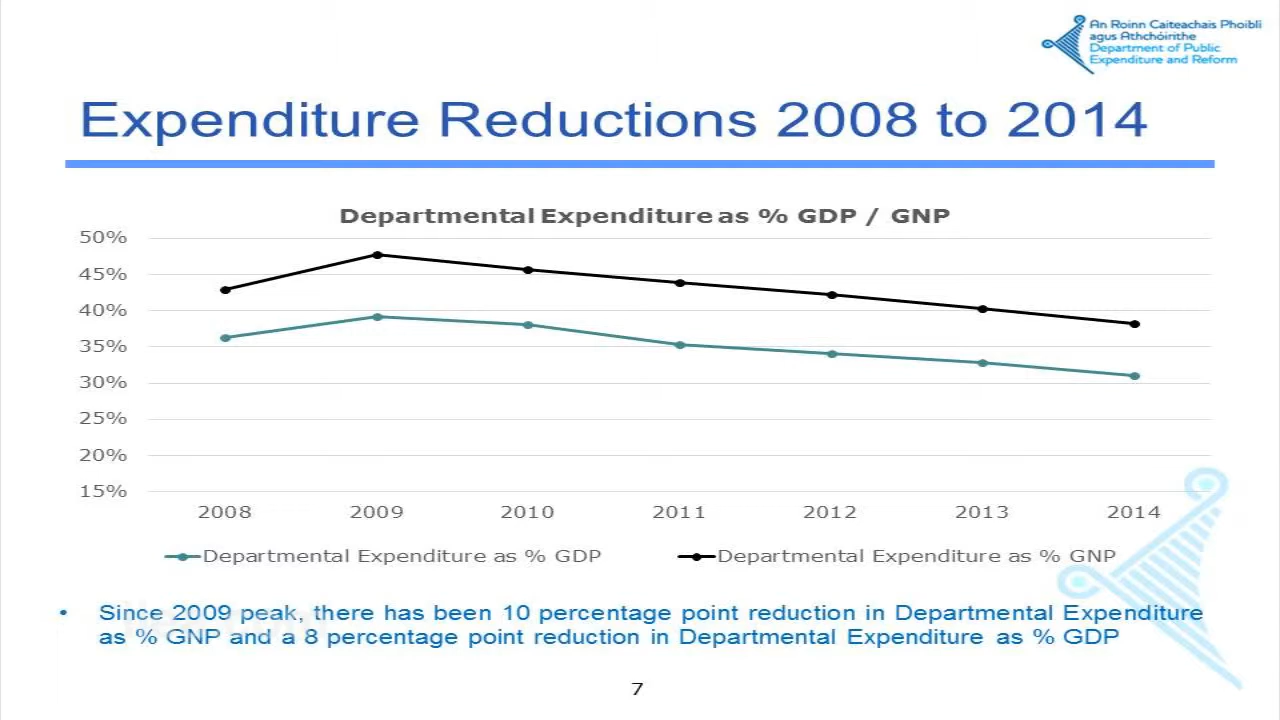 An Roinn Caiteachais Phoiblí
agus Athchóirithe
Department of Public
Expenditure and Reform
Expenditure Reductions 2008 to 2014
Departmental Expenditure as % GDP / GNP
50%
45%
40%
35%
30%
25%
20%
15%
2008 2009 2010 2011 2012 2013 2014
Departmental Expenditure as % GDP Departmental Expenditure as % GNP
• Since 2009 peak, there has been 10 percentage point reduction in Departmental Expenditure
as % GNP and a 8 percentage point reduction in Departmental Expenditure as % GDP
7